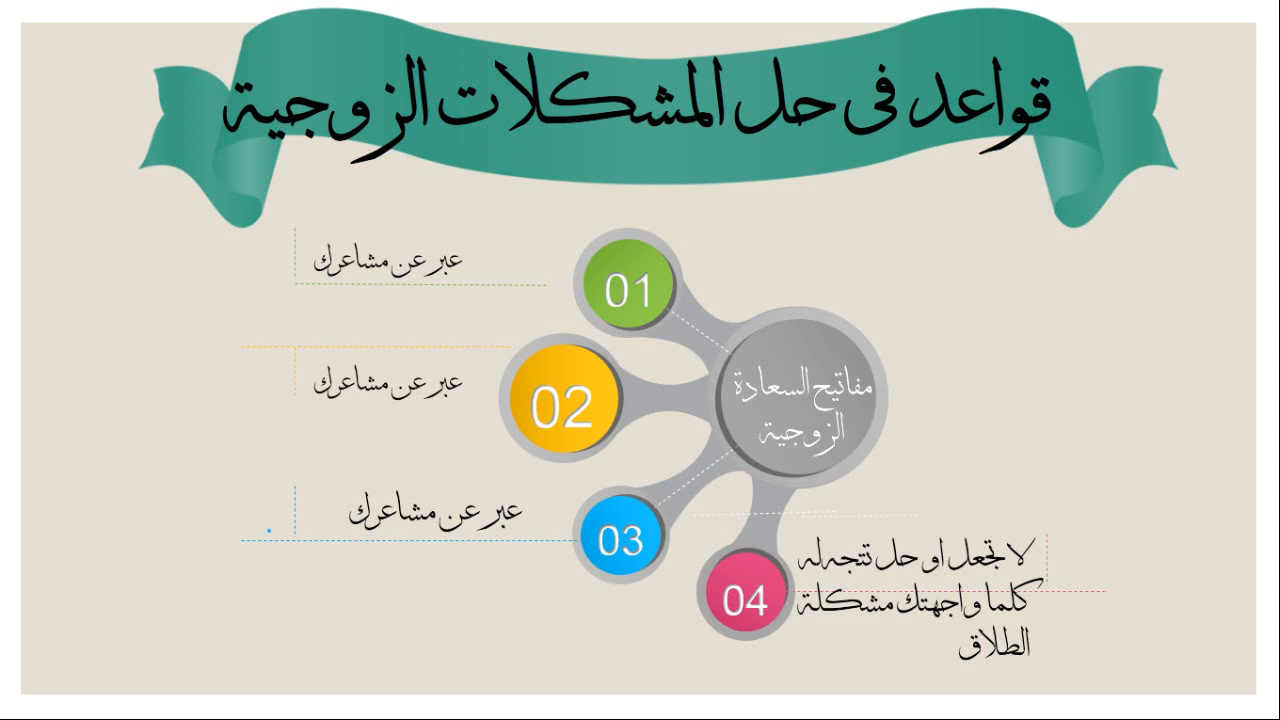 قواعد فى حل المشكلات الزوجية
01
عبر عن مشاعرك
02
عبر عن مشاعرك
03
عبر عن مشاعرك
مفاتيح السعادة
الزوجية
04
لا تجعل او حل تتجه له
كلما واجهتك مشكلة
الطلاق